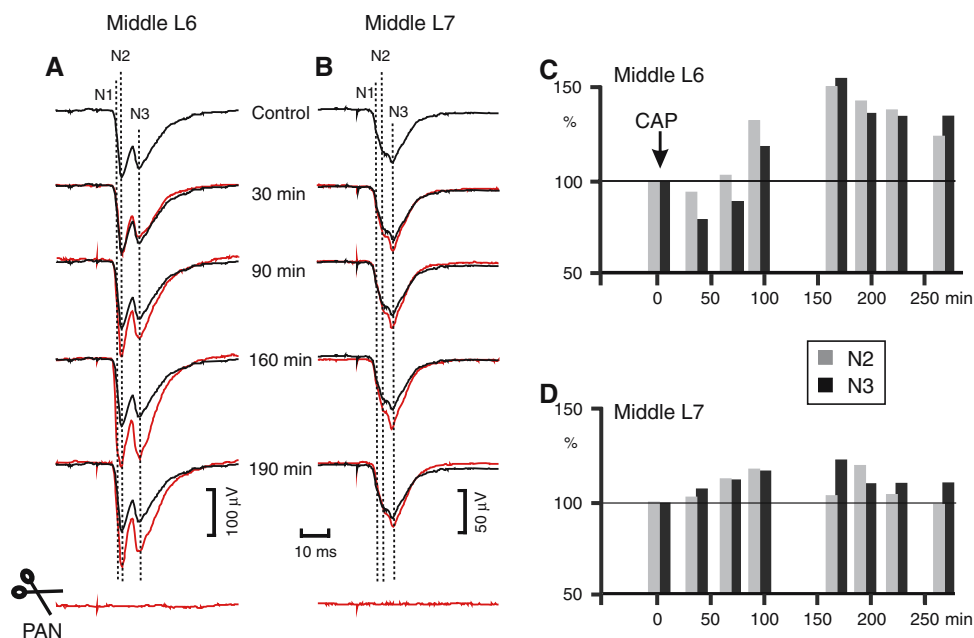 Middle L6
Middle L7
A
N1
N2
N3
B
N1
N2
N3
Control
30 min
90 min
160 min
190 min
100 µV
10 ms
50 µV
PAN
C
Middle L6
150
%
CAP
100
50
0
50
100
150
200
250 min
N2
N3
D
Middle L7
150
%
100
50
0
50
100
150
200
250 min